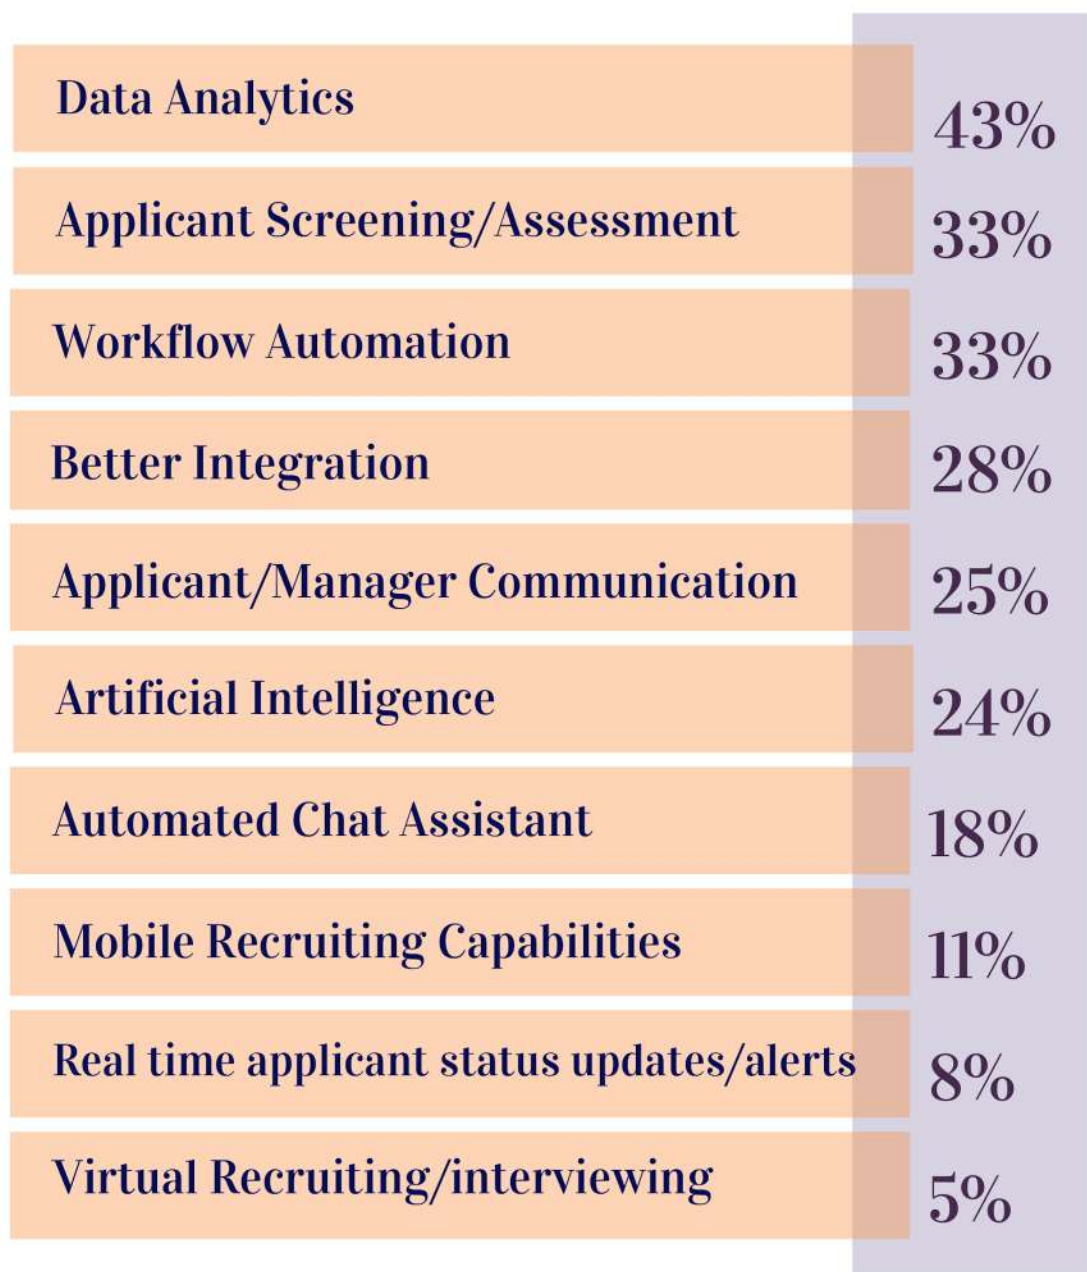 Data Analytics 43%
Applicant Screening/Assessment 33%
Workflow Automation 33%
Better Integration 28%
Applicant/Manager Communication 25%
Artificial Intelligence 24%
Automated Chat Assistant 18%
Mobile Recruiting Capabilities 11%
Real time applicant status updates/alerts 8%
Virtual Recruiting/interviewing 5%